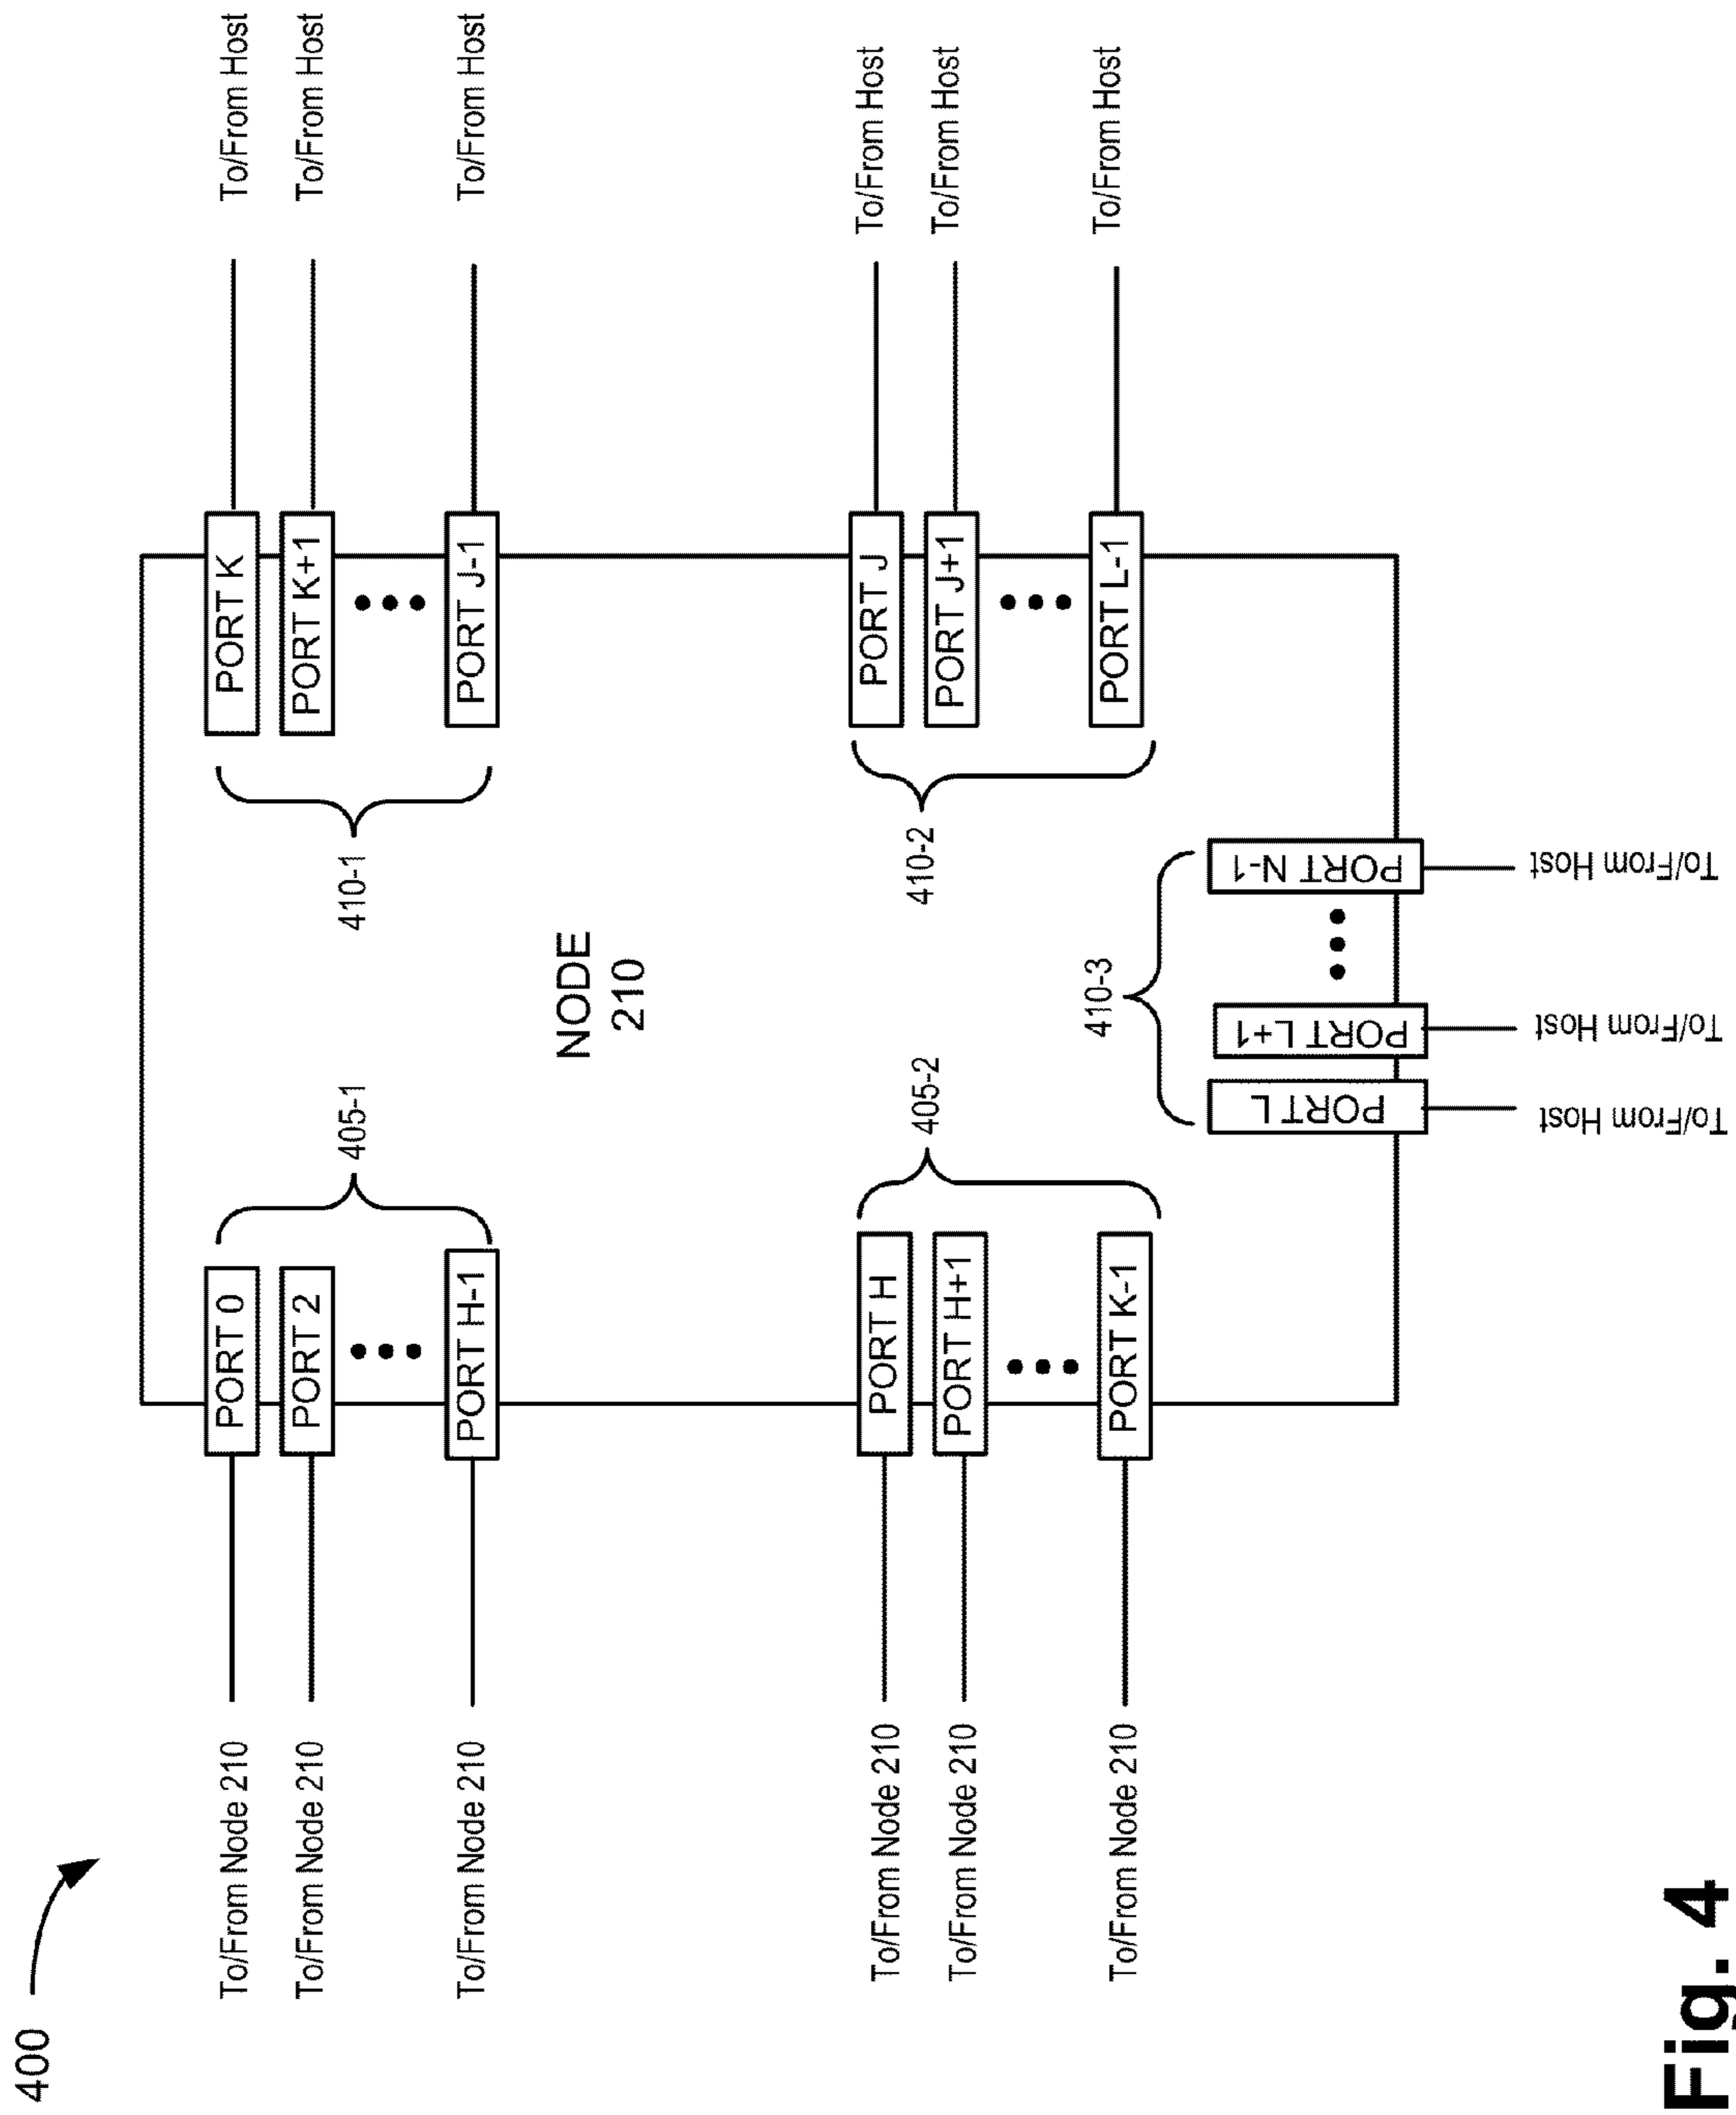 400
To/From Node 210
To/From Node 210
To/From Node 210
To/From Node 210
To/From Node 210
To/From Node 210
PORT 0
PORT 2
PORT H-1
405-1
PORT H
PORT H+1
PORT K-1
405-2
NODE
210
410-1
PORT K
PORT K+1
PORT J-1
410-2
PORT J
PORT J+1
PORT L-1
To/From Host
To/From Host
To/From Host
To/From Host
To/From Host
To/From Host
410-3
PORT L
PORT L+1
PORT N-1
To/From Host
To/From Host
To/From Host
Fig. 4